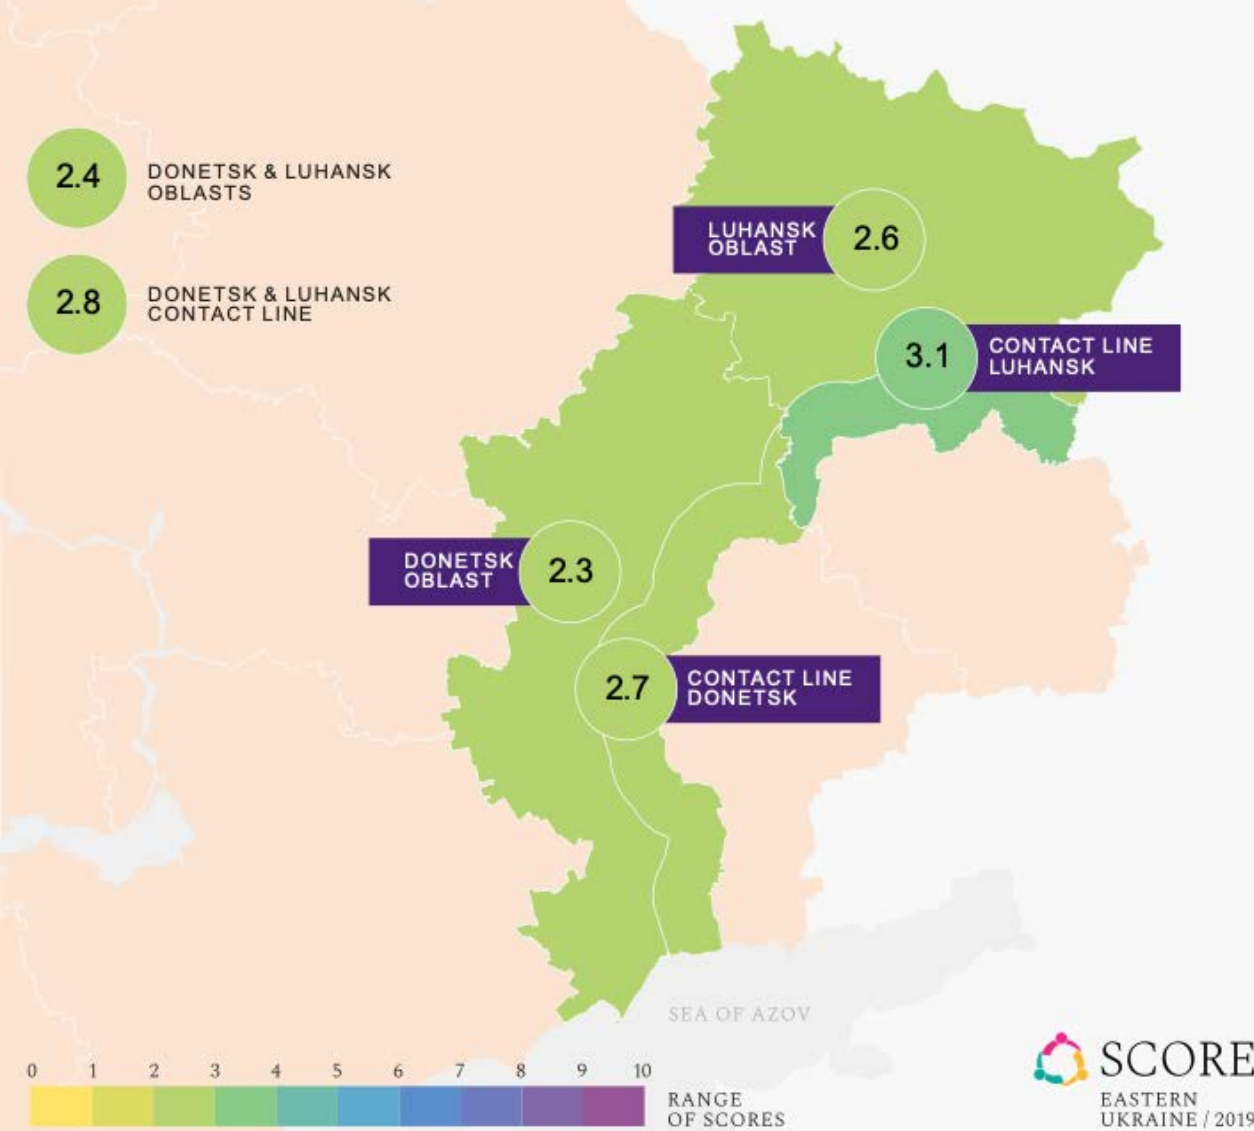 2.4
DONETSK & LUHANSK
OBLASTS
2.8
DONETSK & LUHANSK
CONTACT LINE
LUHANSK
OBLAST
2.6
3.1
CONTACT LINE
LUHANSK
DONETSK
OBLAST
2.3
2.7
CONTACT LINE
DONETSK
SEA OF AZOV
0 1 2 3 4 5 6 7 8 9 10
RANGE
OF SCORES
SCORE
EASTERN
UKRAINE / 2019